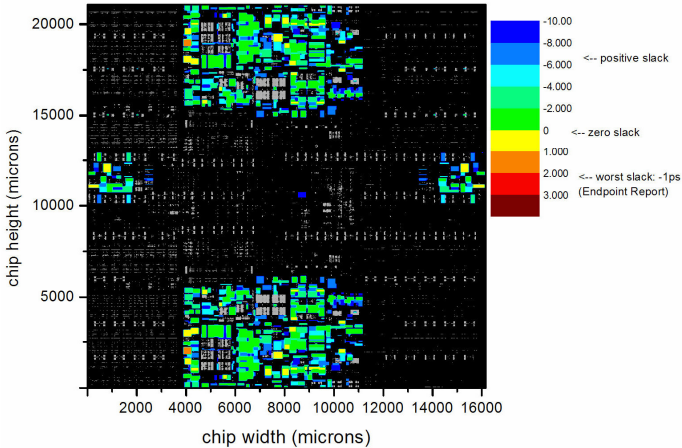 20000
15000
10000
5000
2000 4000 6000 8000 10000 12000 14000 16000
chip height (microns)
chip width (microns)
-10.00
-8.000
-6.000
-4.000
-2.000
0
1.000
2.000
3.000
<-- positive slack
<-- zero slack
<-- worst slack: -1ps
(Endpoint Report)